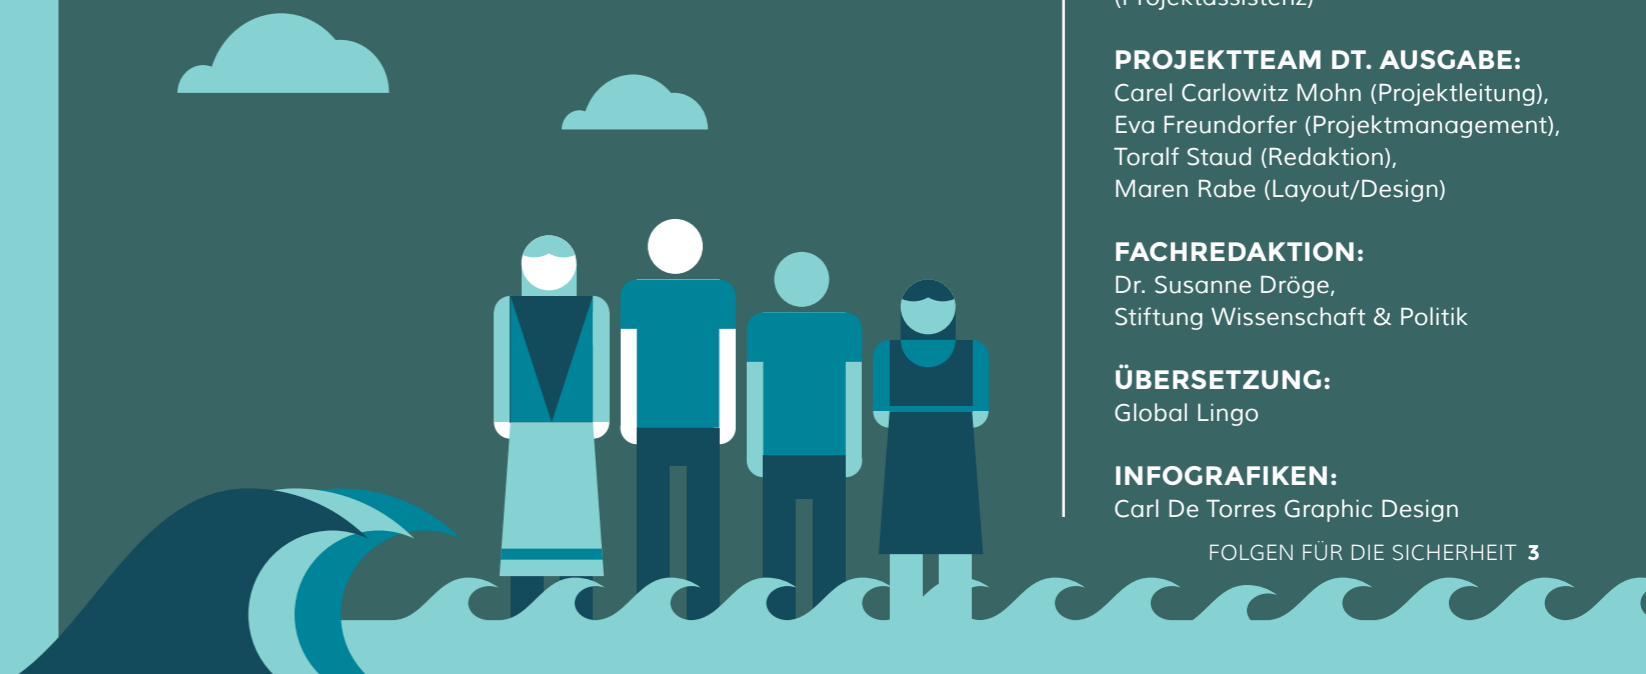 (Projektassistenz)
PROJEKTTEAM DT. AUSGABE:
Carel Carlowitz Mohn (Projektleitung),
Eva Freundorfer (Projektmanagement),
Toralf Staud (Redaktion),
Maren Rabe (Layout/Design)
FACHREDAKTION:
Dr. Susanne Dröge,
Stiftung Wissenschaft & Politik
ÜBERSETZUNG:
Global Lingo
INFOGRAFIKEN:
Carl De Torres Graphic Design
FOLGEN FÜR DIE SICHERHEIT 3